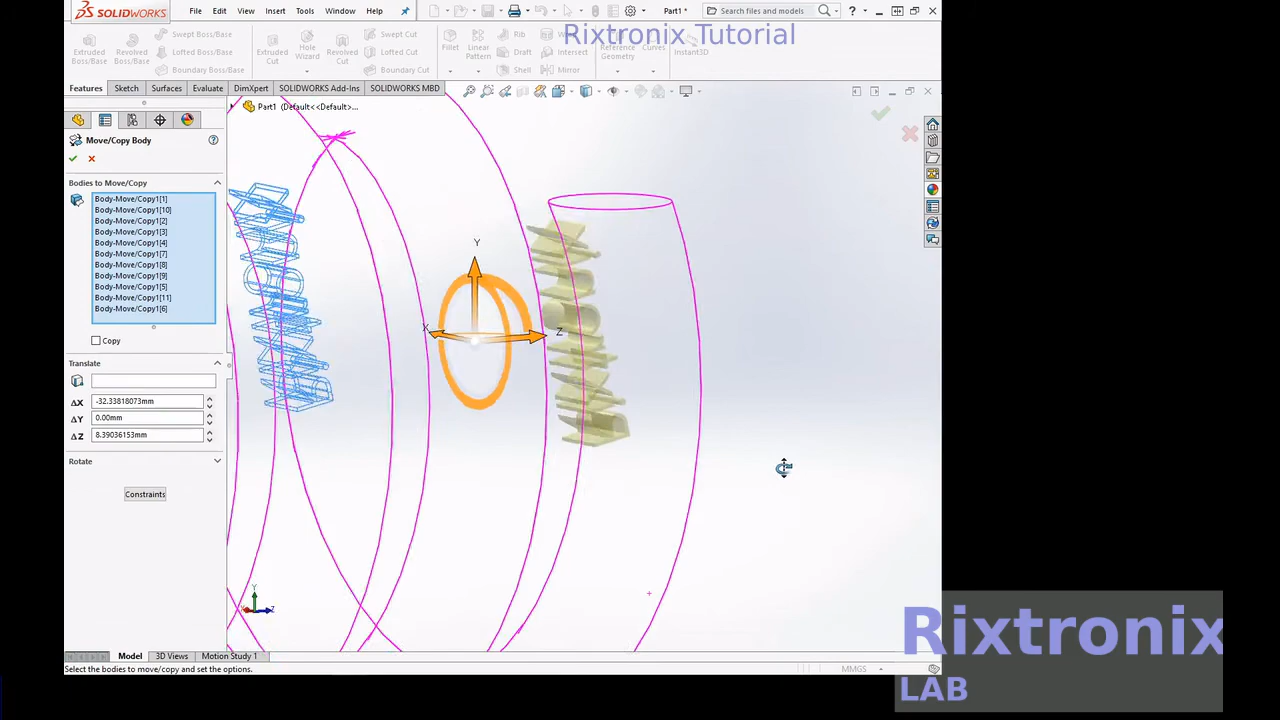 SOLIDWORKS File Edit View Insert Tools Window Help Part1 * Search files and models ?
Rixtronix Tutorial
Extruded Boss/Base Revolved Boss/Base Swept Boss/Base Lofted Boss/Base Boundary Boss/Base Extruded Cut Hole Wizard Revolved Cut Swept Cut Lofted Cut Boundary Cut Fillet Linear Pattern Rib Draft Shell Intersect Mirror Reference Geometry Curves Instant3D
Features Sketch Surfaces Evaluate DimXpert SOLIDWORKS Add-Ins SOLIDWORKS MBD
Part1 (Default<<Default>...
Move/Copy Body
Bodies to Move/Copy
Body-Move/Copy1[1]
Body-Move/Copy1[10]
Body-Move/Copy1[2]
Body-Move/Copy1[3]
Body-Move/Copy1[4]
Body-Move/Copy1[7]
Body-Move/Copy1[8]
Body-Move/Copy1[9]
Body-Move/Copy1[5]
Body-Move/Copy1[11]
Body-Move/Copy1[6]
Copy
Translate
ΔX -32.33818073mm
ΔY 0.00mm
ΔZ 8.39036153mm
Rotate
Constraints
Y
X
Z
Y
Z
Model 3D Views Motion Study 1
Select the bodies to move/copy and set the options.
MMGS
Rixtronix
LAB